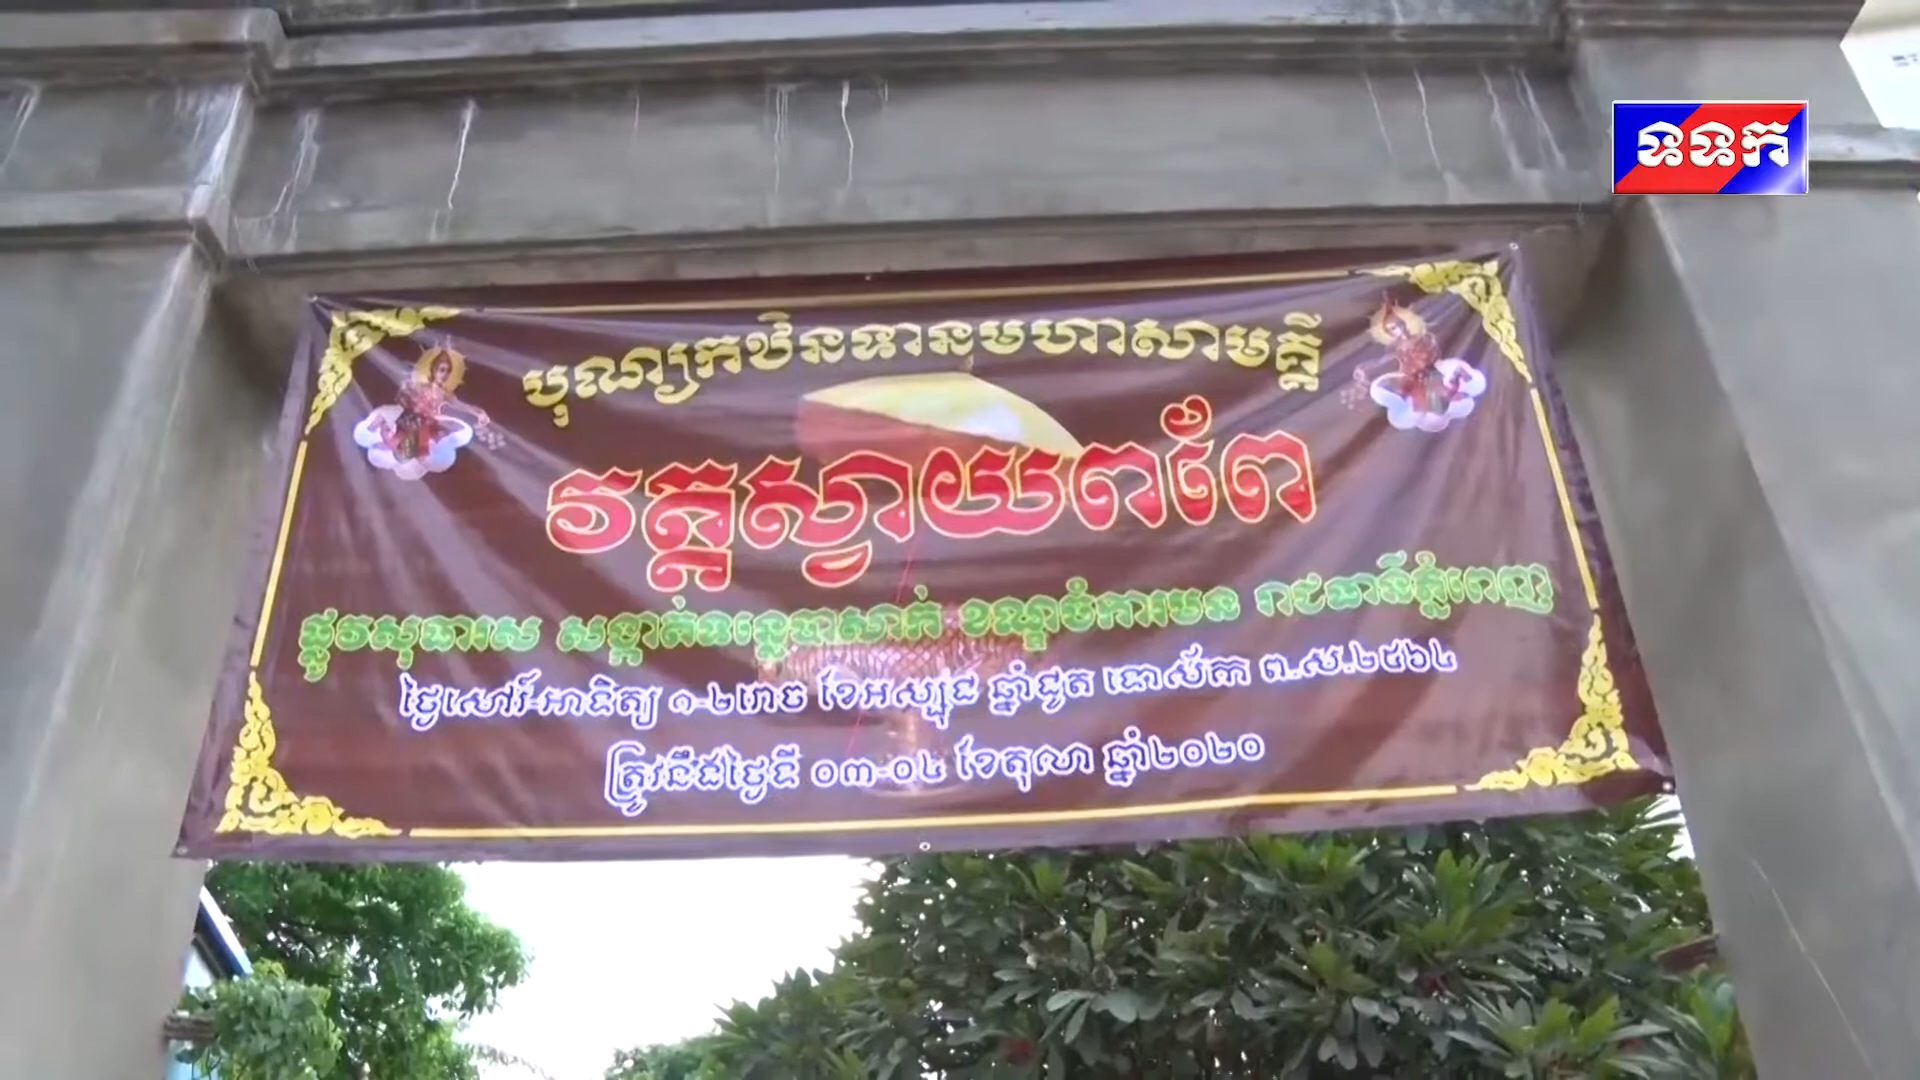 ទទក
បុណ្យកឋិនទានមហាសាមគ្គី
វត្តស្វាយពពែ
ផ្លូវសុធារស សង្កាត់ទន្លេបាសាក់ ខណ្ឌចំការមន រាជធានីភ្នំពេញ
ថ្ងៃសៅរ៍-អាទិត្យ ១-២រោច ខែអស្សុជ ឆ្នាំជូត ទោស័ក ព.ស.២៥៦៤
ត្រូវនឹងថ្ងៃទី ០៣-០៤ ខែតុលា ឆ្នាំ២០២០